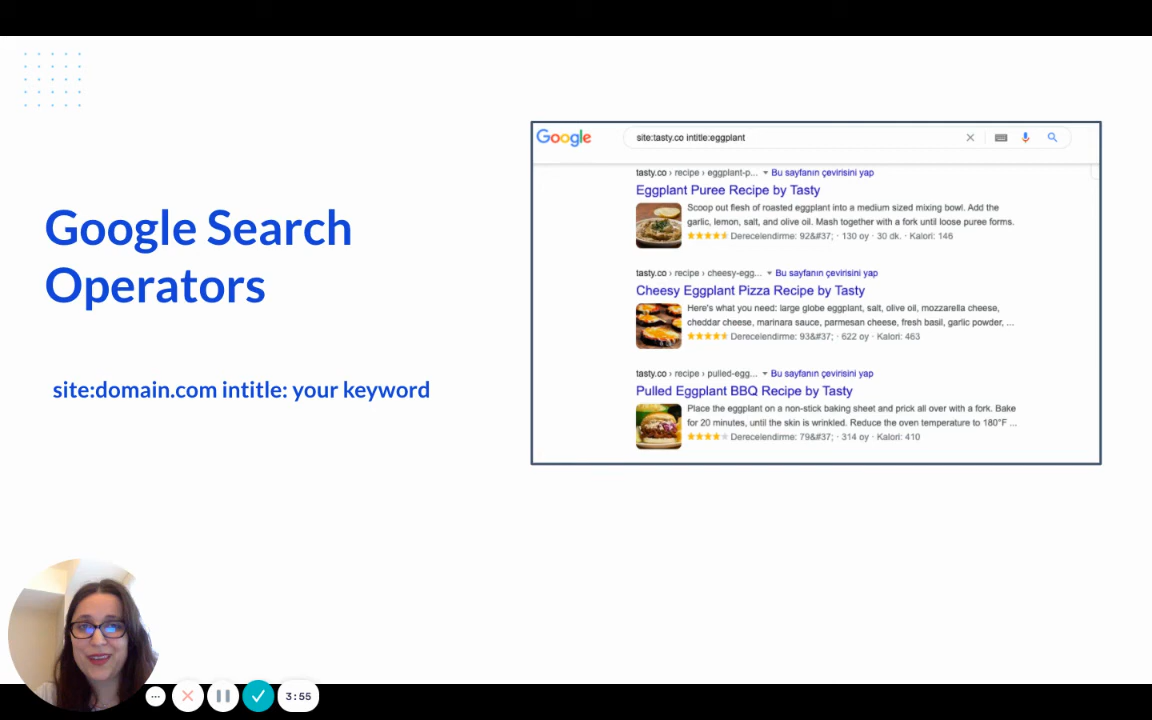 Google Search
Operators
site:domain.com intitle: your keyword
Google
site:tasty.co intitle:eggplant
tasty.co › recipe › eggplant-p... ▾ Bu sayfanın çevirisini yap
Eggplant Puree Recipe by Tasty
Scoop out flesh of roasted eggplant into a medium sized mixing bowl. Add the
garlic, lemon, salt, and olive oil. Mash together with a fork until loose puree forms.
Derecelendirme: 92&#37; · 130 oy · 30 dk. · Kalori: 146
tasty.co › recipe › cheesy-egg... ▾ Bu sayfanın çevirisini yap
Cheesy Eggplant Pizza Recipe by Tasty
Here's what you need: large globe eggplant, salt, olive oil, mozzarella cheese,
cheddar cheese, marinara sauce, parmesan cheese, fresh basil, garlic powder, ...
Derecelendirme: 93&#37; · 622 oy · Kalori: 463
tasty.co › recipe › pulled-egg... ▾ Bu sayfanın çevirisini yap
Pulled Eggplant BBQ Recipe by Tasty
Place the eggplant on a non-stick baking sheet and prick all over with a fork. Bake
for 20 minutes, until the skin is wrinkled. Reduce the oven temperature to 180°F ...
Derecelendirme: 79&#37; · 314 oy · Kalori: 410
3:55